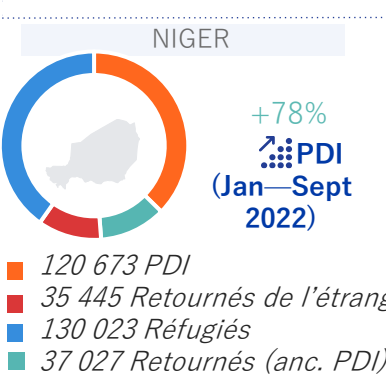 NIGER
+78%
PDI
(Jan—Sept
2022)
120 673 PDI
35 445 Retournés de l'étrang
130 023 Réfugiés
37 027 Retournés (anc. PDI)